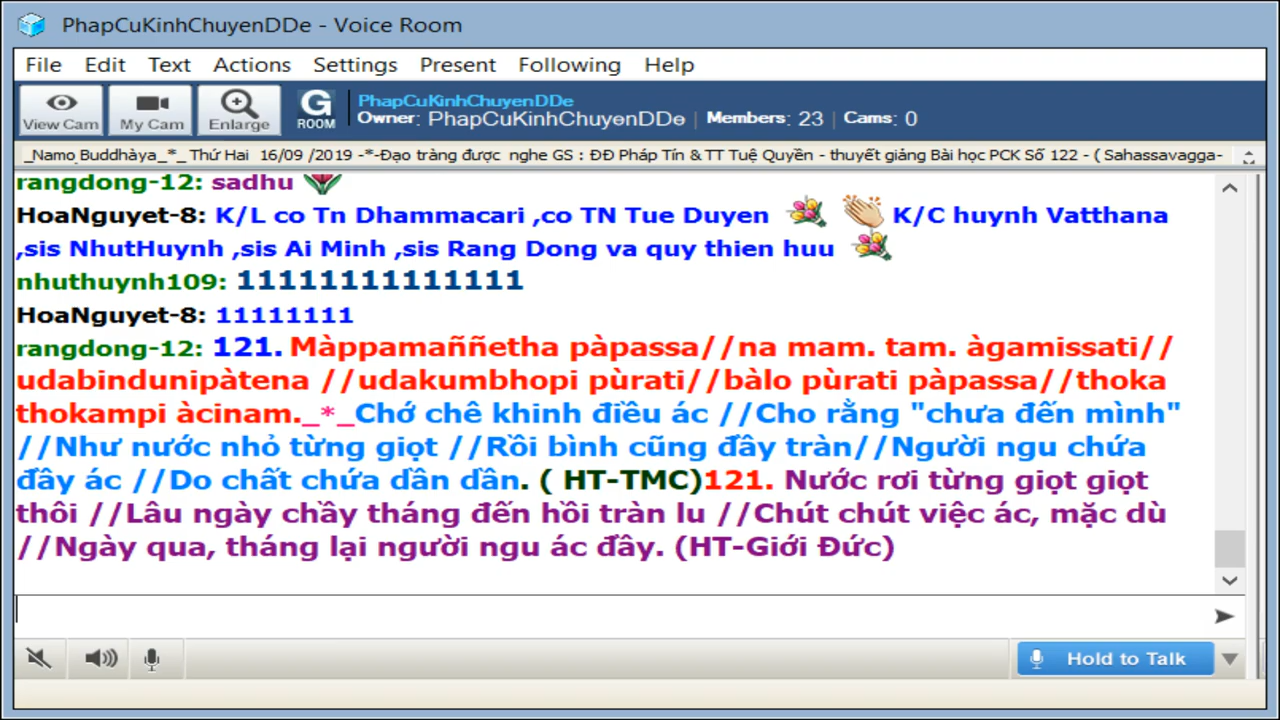 PhapCuKinhChuyenDDe - Voice Room
File Edit Text Actions Settings Present Following Help
View Cam My Cam Enlarge G ROOM
PhapCuKinhChuyenDDe
Owner: PhapCuKinhChuyenDDe | Members: 23 | Cams: 0
_Namo Buddhàya_*_ Thứ Hai 16/09 /2019 -*-Đạo tràng được nghe GS : ĐĐ Pháp Tín & TT Tuệ Quyền - thuyết giảng Bài học PCK Số 122 - ( Sahassavagga-
rangdong-12: sadhu
HoaNguyet-8: K/L co Tn Dhammacari ,co TN Tue Duyen K/C huynh Vatthana
,sis NhutHuynh ,sis Ai Minh ,sis Rang Dong va quy thien huu
nhuthuynh109: 11111111111111
HoaNguyet-8: 11111111
rangdong-12: 121. Màppamaññetha pàpassa//na mam. tam. àgamissati//
udabindunipàtena //udakumbhopi pùrati//bàlo pùrati pàpassa//thoka
thokampi àcinam._*_Chớ chê khinh điều ác //Cho rằng "chưa đến mình"
//Như nước nhỏ từng giọt //Rồi bình cũng đầy tràn//Người ngu chứa
đầy ác //Do chất chứa dần dần. ( HT-TMC)121. Nước rơi từng giọt giọt
thôi //Lâu ngày chầy tháng đến hồi tràn lu //Chút chút việc ác, mặc dù
//Ngày qua, tháng lại người ngu ác đầy. (HT-Giới Đức)
Hold to Talk